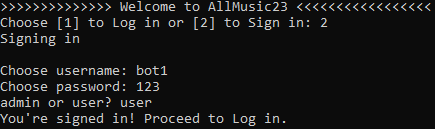 >>>>>>>>>>>>>> Welcome to AllMusic23 <<<<<<<<<<<<<<<<<
Choose [1] to Log in or [2] to Sign in: 2
Signing in
Choose username: bot1
Choose password: 123
admin or user? user
You're signed in! Proceed to Log in.